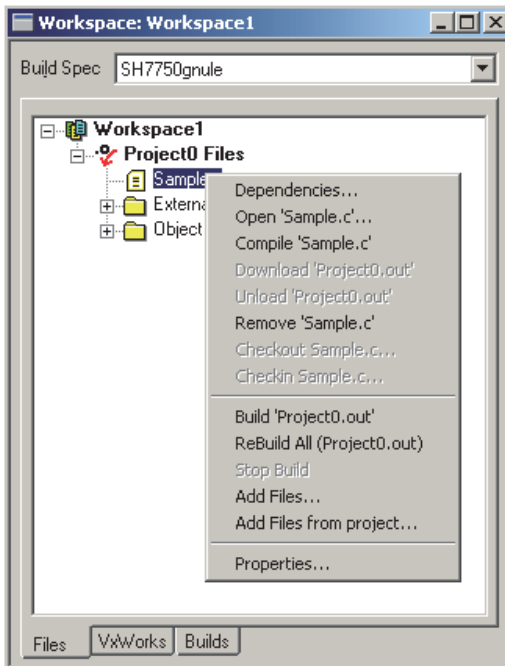 Workspace: Workspace1
Build Spec SH7750gnule
Workspace1
Project0 Files
Sample
Externa
Object
Dependencies...
Open 'Sample.c'...
Compile 'Sample.c'
Download 'Project0.out'
Unload 'Project0.out'
Remove 'Sample.c'
Checkout Sample.c...
Checkin Sample.c...
Build 'Project0.out'
ReBuild All (Project0.out)
Stop Build
Add Files...
Add Files from project...
Properties...
Files VxWorks Builds